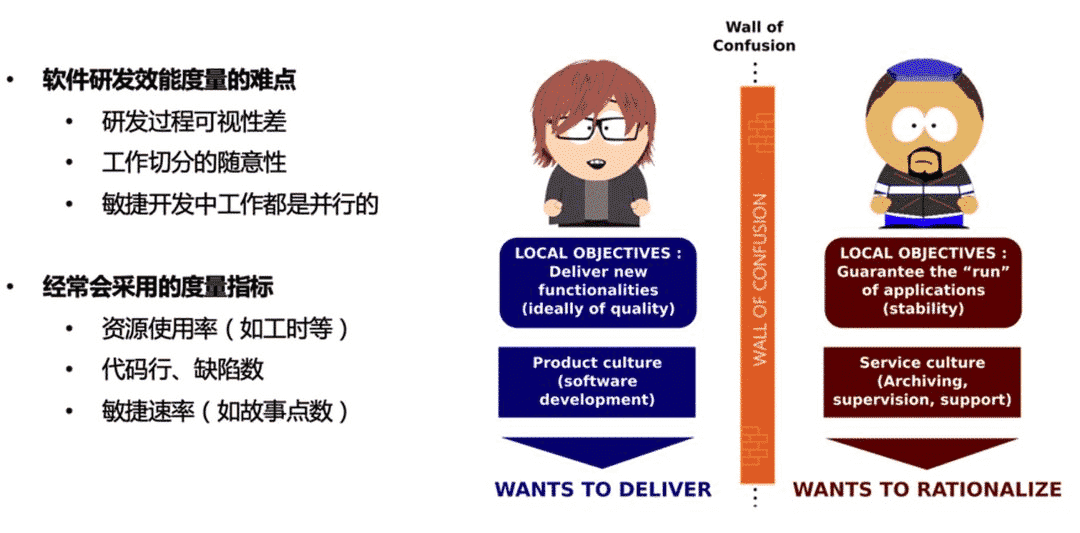 • 软件研发效能度量的难点
• 研发过程可视性差
• 工作切分的随意性
• 敏捷开发中工作都是并行的
• 经常会采用的度量指标
• 资源使用率（如工时等）
• 代码行、缺陷数
• 敏捷速率（如故事点数）
Wall of
Confusion
WALL OF CONFUSION
LOCAL OBJECTIVES :
Deliver new
functionalities
(ideally of quality)
Product culture
(software
development)
WANTS TO DELIVER
LOCAL OBJECTIVES :
Guarantee the “run”
of applications
(stability)
Service culture
(Archiving,
supervision, support)
WANTS TO RATIONALIZE